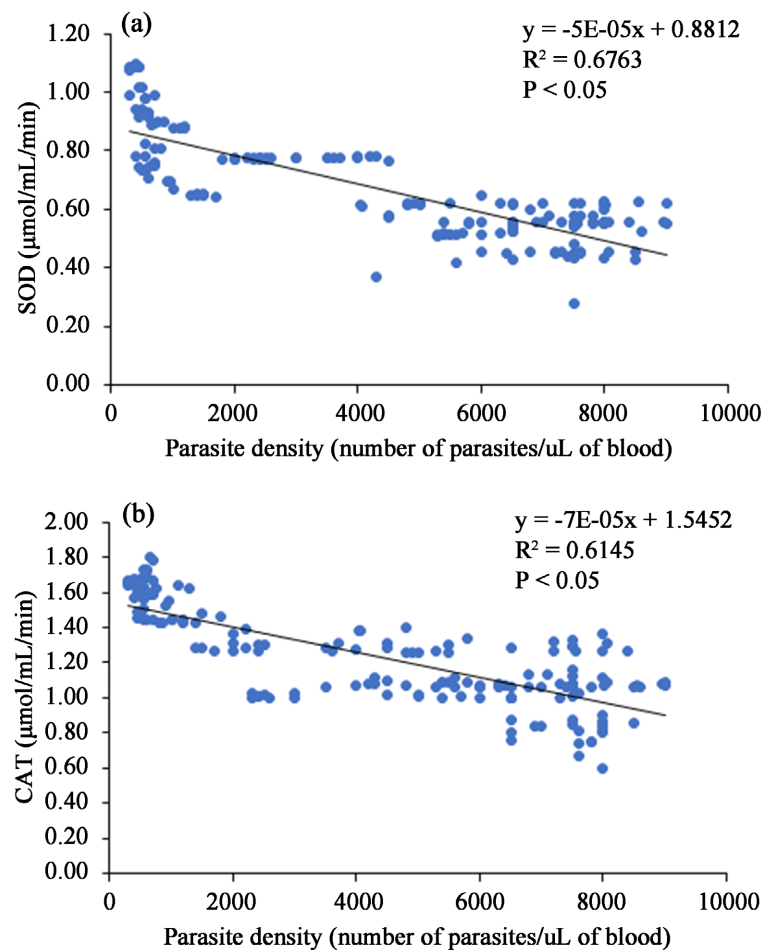 (a)
y = -5E-05x + 0.8812
R² = 0.6763
P < 0.05
SOD (µmol/mL/min)
1.20
1.00
0.80
0.60
0.40
0.20
0.00
0 2000 4000 6000 8000 10000
Parasite density (number of parasites/uL of blood)
(b)
y = -7E-05x + 1.5452
R² = 0.6145
P < 0.05
CAT (µmol/mL/min)
2.00
1.80
1.60
1.40
1.20
1.00
0.80
0.60
0.40
0.20
0.00
0 2000 4000 6000 8000 10000
Parasite density (number of parasites/uL of blood)